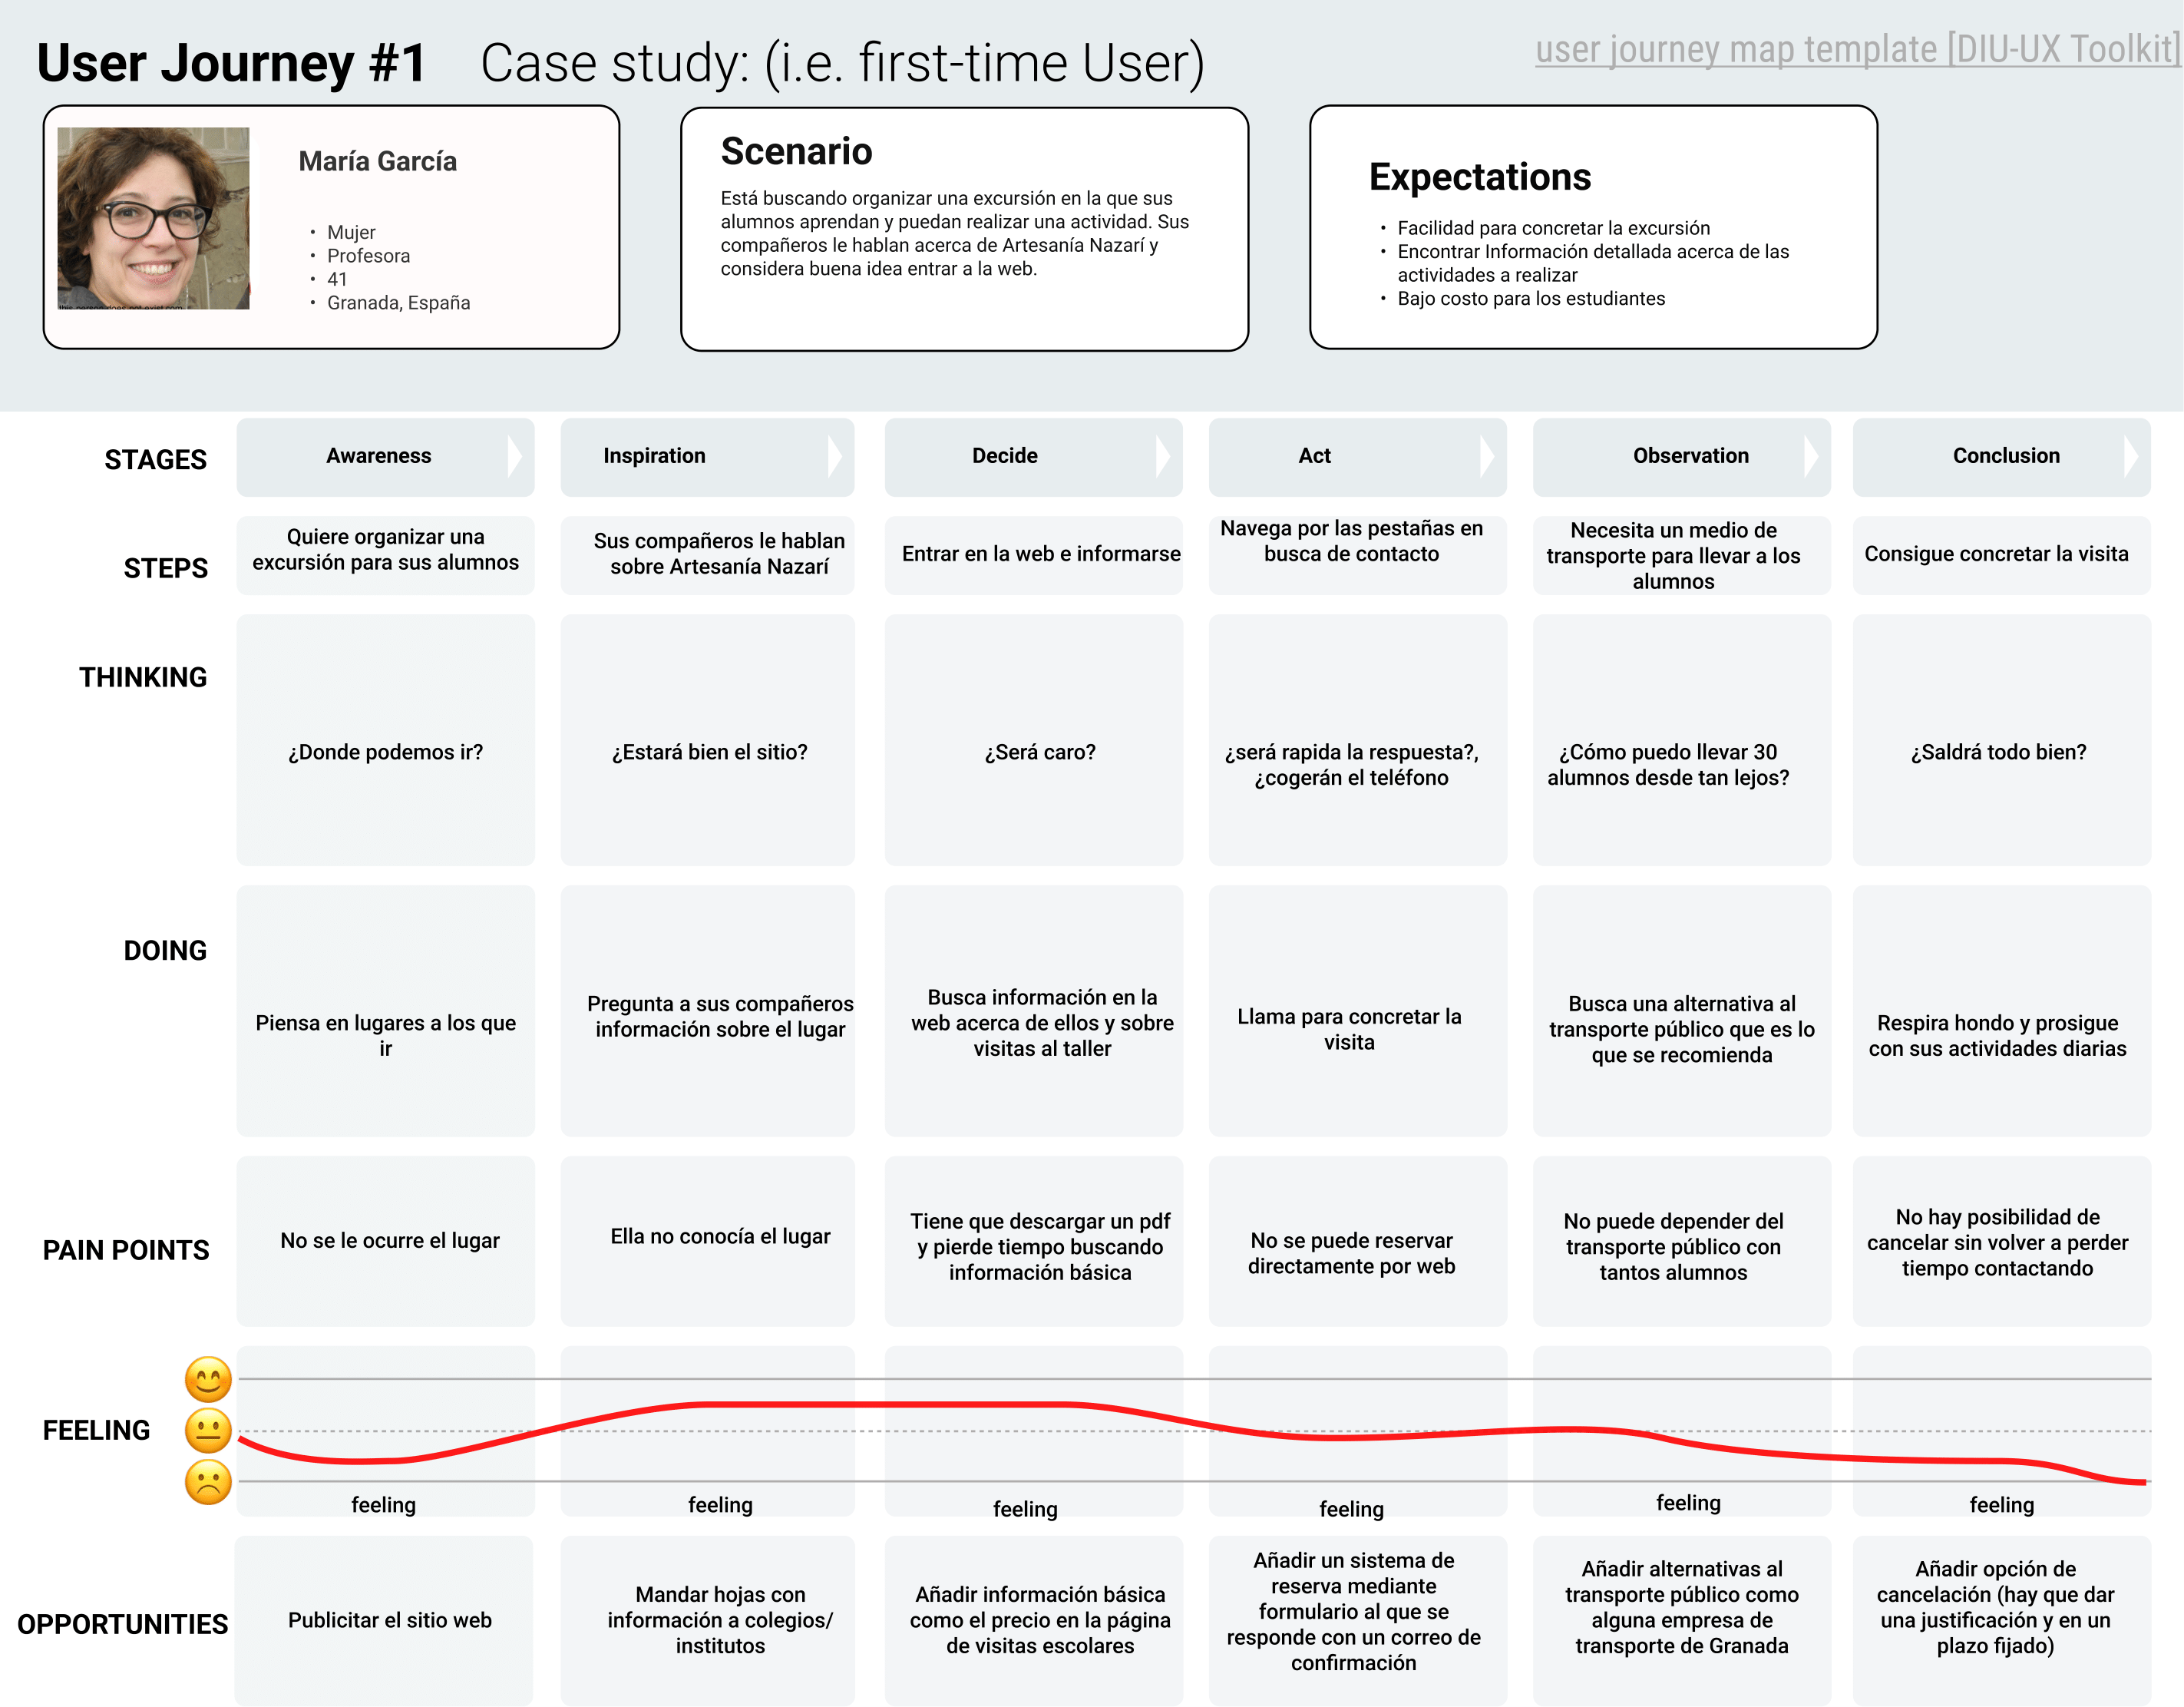 User Journey #1 Case study: (i.e. first-time User)
user journey map template [DIU-UX Toolkit]
María García
• Mujer
• Profesora
• 41
• Granada, España
Scenario
Está buscando organizar una excursión en la que sus
alumnos aprendan y puedan realizar una actividad. Sus
compañeros le hablan acerca de Artesanía Nazarí y
considera buena idea entrar a la web.
Expectations
• Facilidad para concretar la excursión
• Encontrar Información detallada acerca de las
actividades a realizar
• Bajo costo para los estudiantes
STAGES
Awareness
Inspiration
Decide
Act
Observation
Conclusion
STEPS
Quiere organizar una
excursión para sus alumnos
Sus compañeros le hablan
sobre Artesanía Nazarí
Entrar en la web e informarse
Navega por las pestañas en
busca de contacto
Necesita un medio de
transporte para llevar a los
alumnos
Consigue concretar la visita
THINKING
¿Donde podemos ir?
¿Estará bien el sitio?
¿Será caro?
¿será rapida la respuesta?,
¿cogerán el teléfono
¿Cómo puedo llevar 30
alumnos desde tan lejos?
¿Saldrá todo bien?
DOING
Piensa en lugares a los que
ir
Pregunta a sus compañeros
información sobre el lugar
Busca información en la
web acerca de ellos y sobre
visitas al taller
Llama para concretar la
visita
Busca una alternativa al
transporte público que es lo
que se recomienda
Respira hondo y prosigue
con sus actividades diarias
PAIN POINTS
No se le ocurre el lugar
Ella no conocía el lugar
Tiene que descargar un pdf
y pierde tiempo buscando
información básica
No se puede reservar
directamente por web
No puede depender del
transporte público con
tantos alumnos
No hay posibilidad de
cancelar sin volver a perder
tiempo contactando
FEELING
feeling
feeling
feeling
feeling
feeling
feeling
OPPORTUNITIES
Publicitar el sitio web
Mandar hojas con
información a colegios/
institutos
Añadir información básica
como el precio en la página
de visitas escolares
Añadir un sistema de
reserva mediante
formulario al que se
responde con un correo de
confirmación
Añadir alternativas al
transporte público como
alguna empresa de
transporte de Granada
Añadir opción de
cancelación (hay que dar
una justificación y en un
plazo fijado)